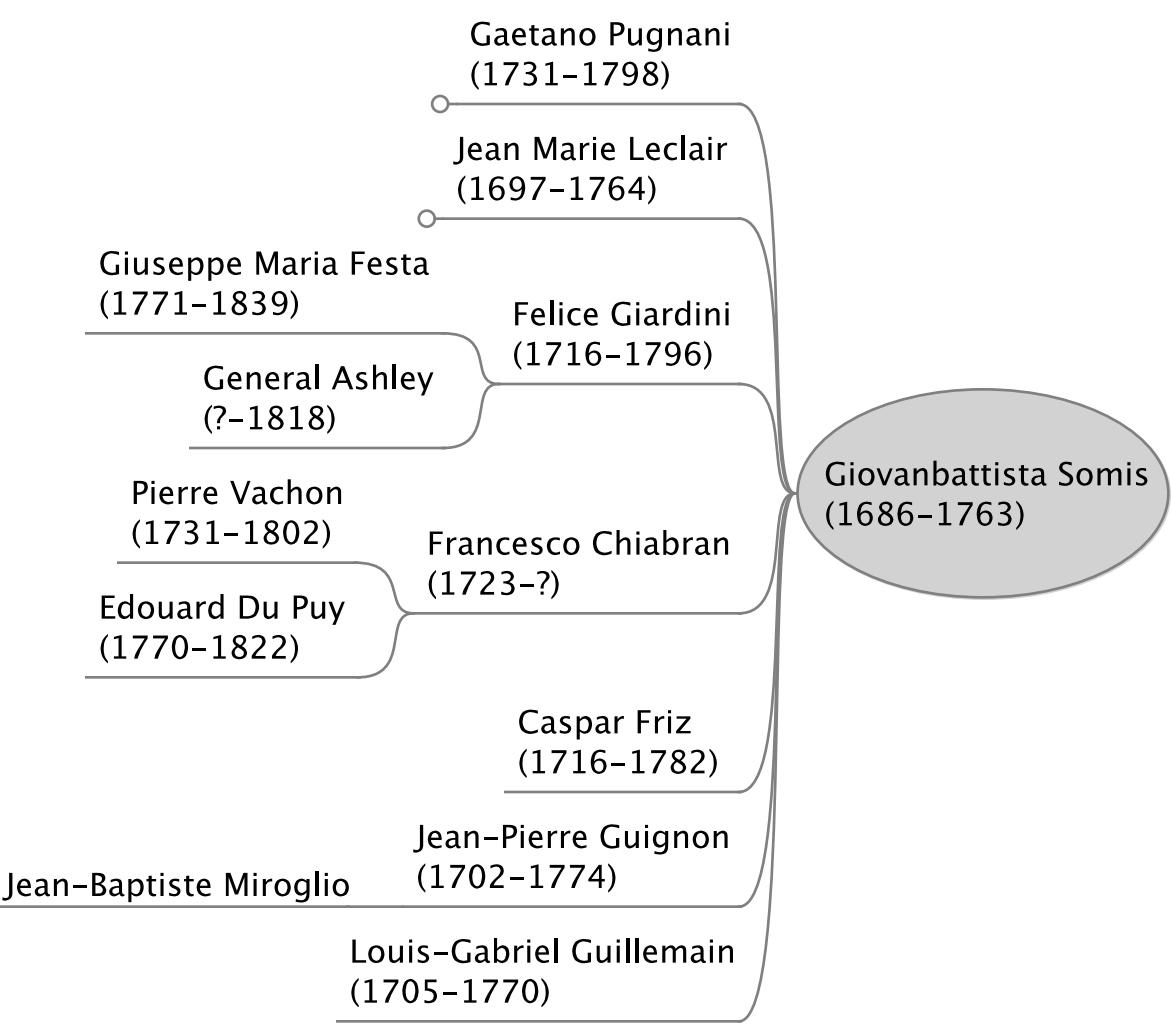 Gaetano Pugnani
(1731–1798)
Jean Marie Leclair
(1697–1764)
Giuseppe Maria Festa
(1771–1839)
Felice Giardini
(1716–1796)
General Ashley
(?–1818)
Giovanbattista Somis
(1686–1763)
Pierre Vachon
(1731–1802)
Francesco Chiabran
(1723–?)
Edouard Du Puy
(1770–1822)
Caspar Friz
(1716–1782)
Jean–Pierre Guignon
(1702–1774)
Jean–Baptiste Miroglio
Louis–Gabriel Guillemain
(1705–1770)